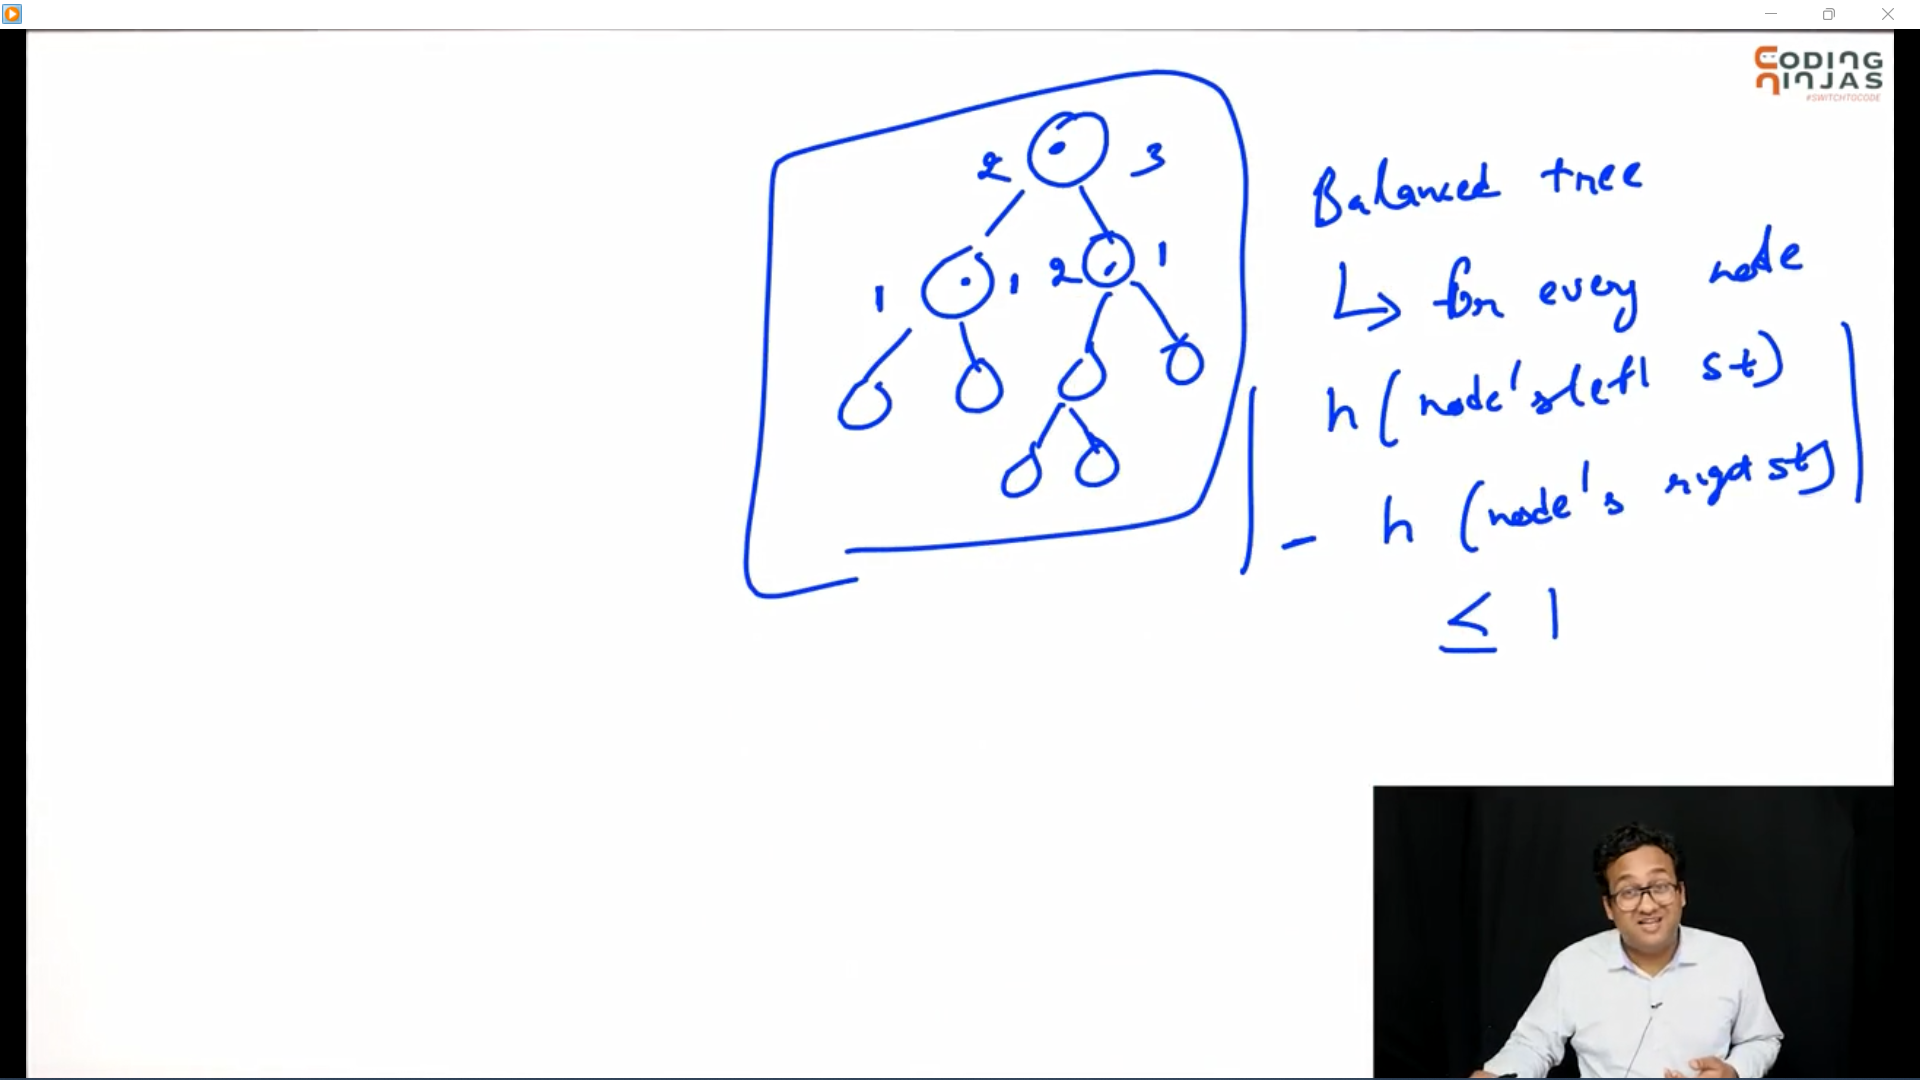 CODING
NINJAS
#SWITCHTOCODE
2 3
1 1 2 1
Balanced tree
↳ for every node
| h (node's left st)
- h (node's right st) |
≤ 1